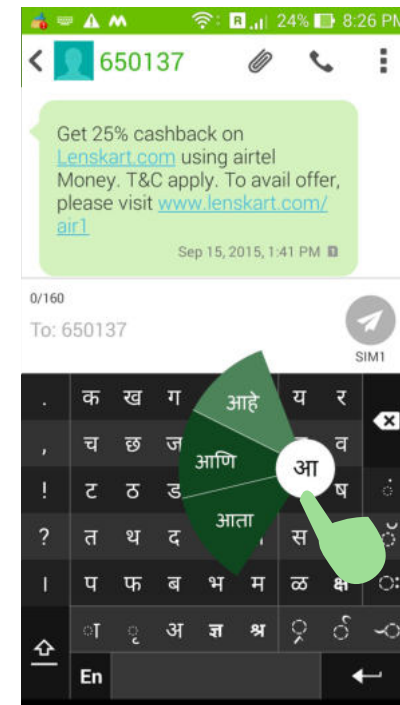 24% 8:26 PM
650137
Get 25% cashback on
Lenskart.com using airtel
Money. T&C apply. To avail offer,
please visit www.lenskart.com/
air1
Sep 15, 2015, 1:41 PM
0/160
To: 650137
SIM1
. क ख ग आहे य र
, च छ ज आणि आ व
! ट ठ ड आता ष ं
? त थ द स ॅ
। प फ ब भ म ळ क्ष ः
ा ृ अ ज्ञ श्र
En